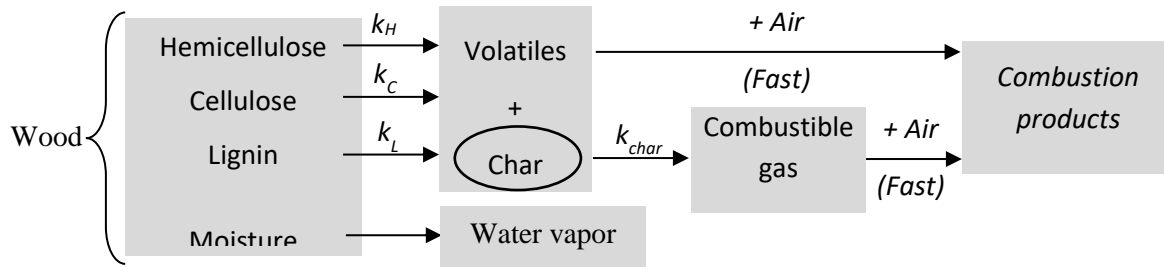 Wood
Hemicellulose
Cellulose
Lignin
Moisture
k_H
k_C
k_L
Volatiles
+
Char
Water vapor
+ Air
(Fast)
k_char
Combustible
gas
+ Air
(Fast)
Combustion
products